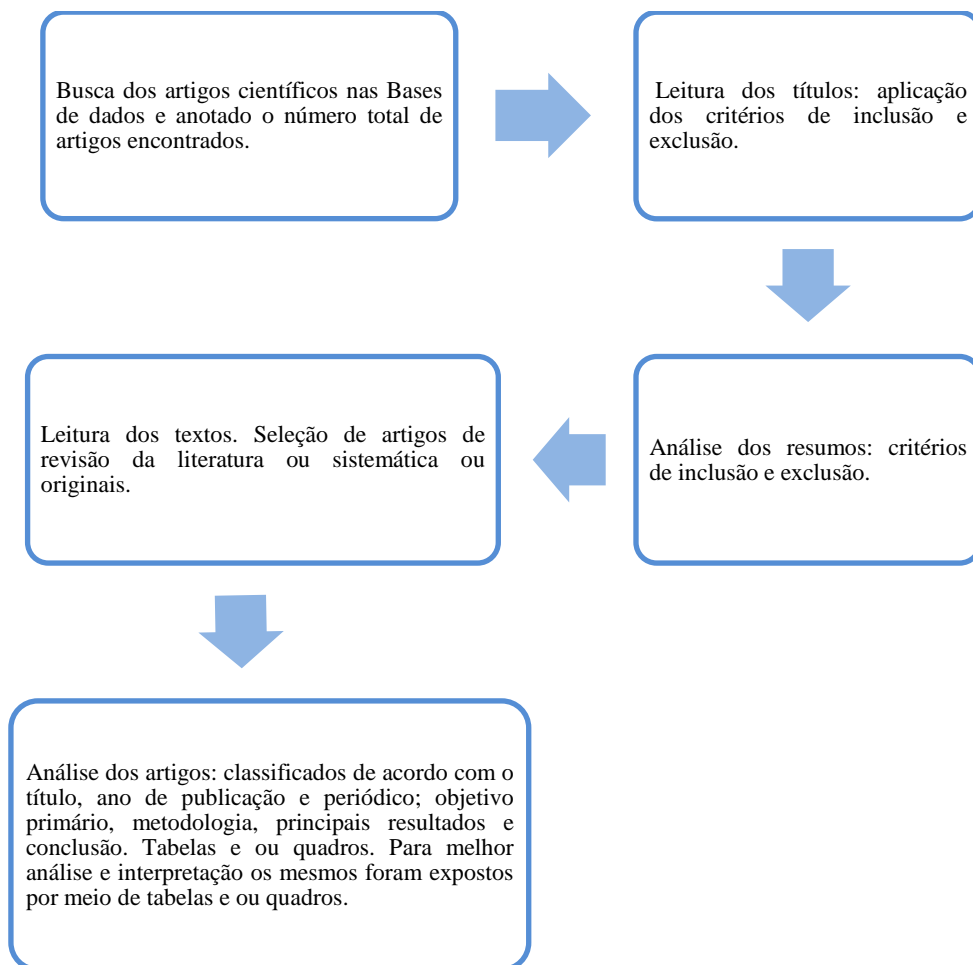 Busca dos artigos científicos nas Bases
de dados e anotado o número total de
artigos encontrados.
Leitura dos títulos: aplicação
dos critérios de inclusão e
exclusão.
Análise dos resumos: critérios
de inclusão e exclusão.
Leitura dos textos. Seleção de artigos de
revisão da literatura ou sistemática ou
originais.
Análise dos artigos: classificados de acordo com o
título, ano de publicação e periódico; objetivo
primário, metodologia, principais resultados e
conclusão. Tabelas e ou quadros. Para melhor
análise e interpretação os mesmos foram expostos
por meio de tabelas e ou quadros.